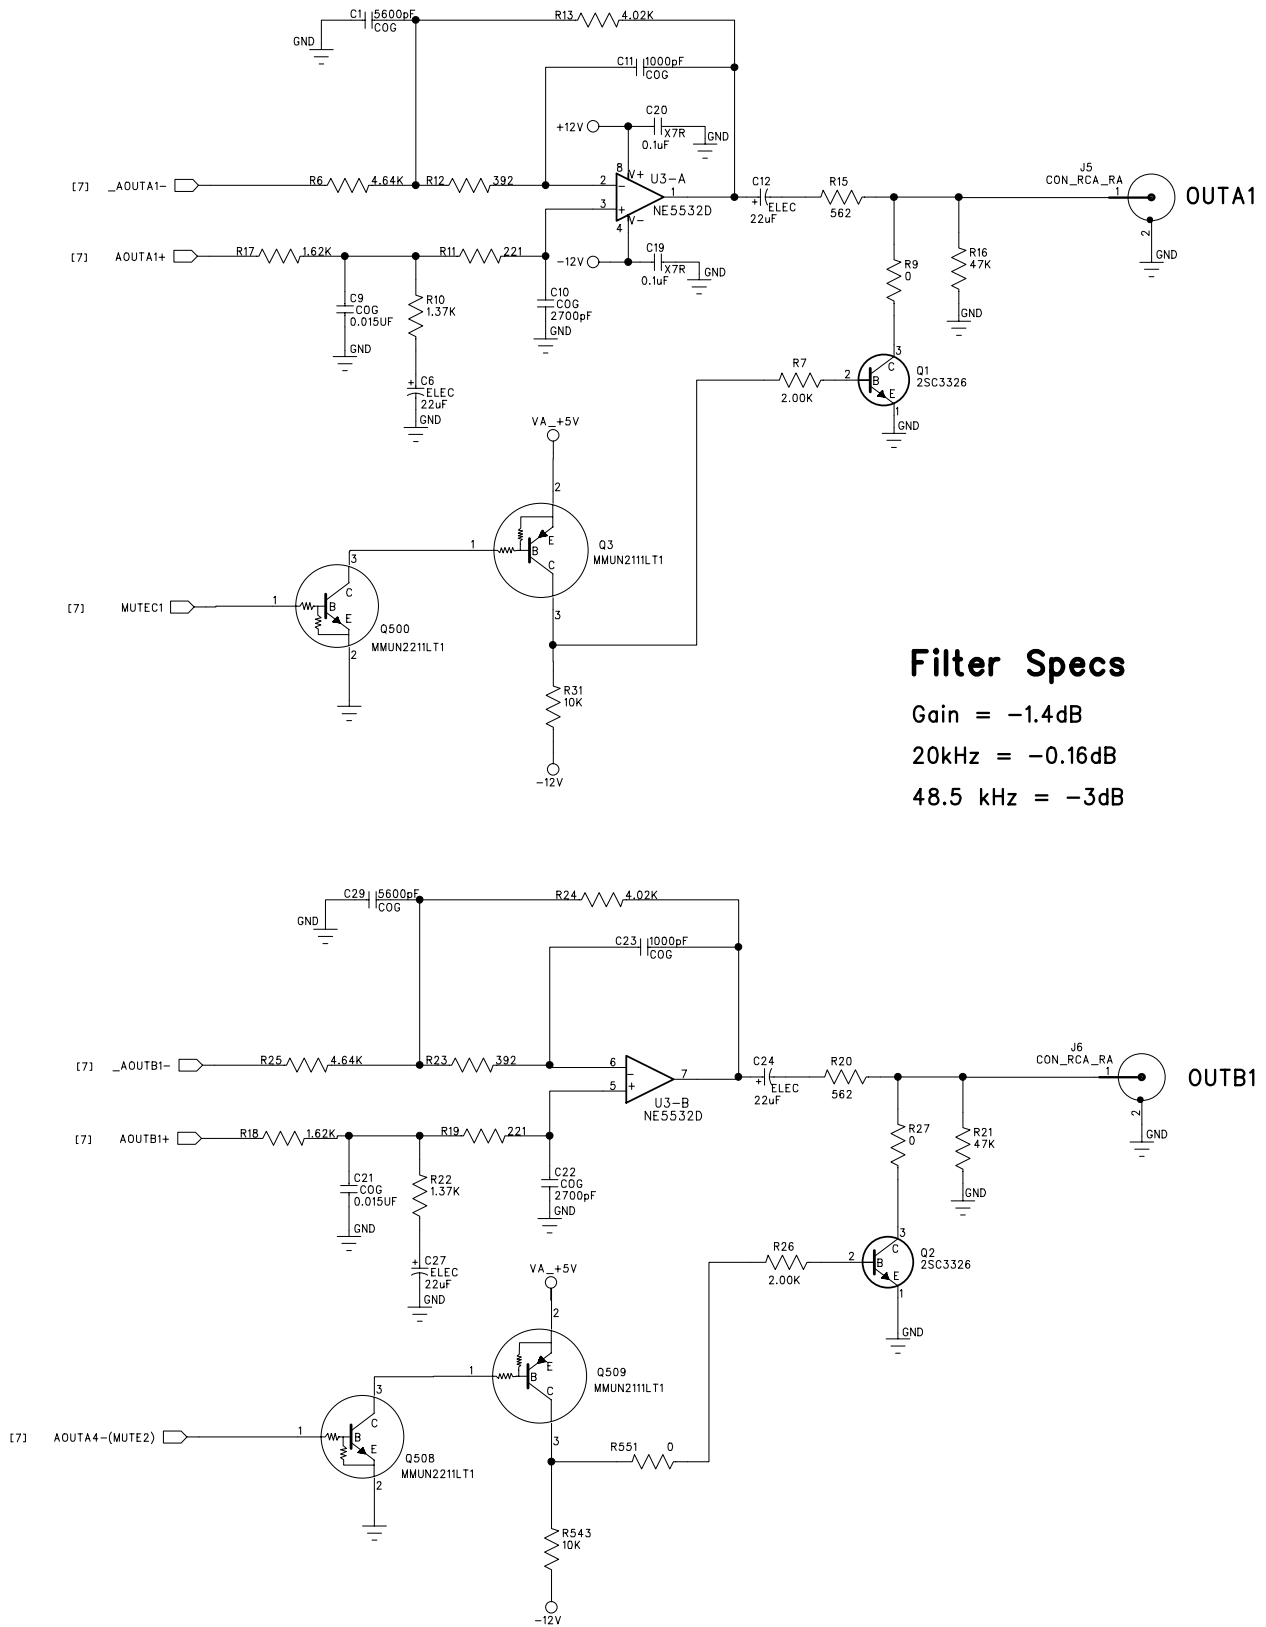 C1 5600pF
COG
GND
R13 4.02K
C11 1000pF
COG
C20
+12V
X7R
0.1uF
GND
[7] _AOUTA1-
R6 4.64K
R12 392
8
V+
U3-A
2
-
1
3
+
NE5532D
V-
4
C12
+
ELEC
22uF
R15
562
J5
CON_RCA_RA
1
2
GND
OUTA1
[7] AOUTA1+
R17 1.62K
R11 221
-12V
C19
X7R
0.1uF
GND
R9
0
R16
47K
GND
C9
COG
0.015UF
GND
R10
1.37K
C10
COG
2700pF
GND
+
C6
ELEC
22uF
GND
R7
2.00K
2
3
C
B
E
1
Q1
2SC3326
GND
VA_+5V
2
1
E
B
C
3
Q3
MMUN2111LT1
[7] MUTEC1
1
3
C
B
E
2
Q500
MMUN2211LT1
R31
10K
-12V
Filter Specs
Gain = -1.4dB
20kHz = -0.16dB
48.5 kHz = -3dB
C29 5600pF
COG
GND
R24 4.02K
C23 1000pF
COG
[7] _AOUTB1-
R25 4.64K
R23 392
6
-
7
5
+
U3-B
NE5532D
C24
+
ELEC
22uF
R20
562
J6
CON_RCA_RA
1
2
GND
OUTB1
[7] AOUTB1+
R18 1.62K
R19 221
R27
0
R21
47K
GND
C21
COG
0.015UF
GND
R22
1.37K
C22
COG
2700pF
GND
+
C27
ELEC
22uF
GND
R26
2.00K
2
3
C
B
E
1
Q2
2SC3326
GND
VA_+5V
2
1
E
B
C
3
Q509
MMUN2111LT1
[7] AOUTA4-(MUTE2)
1
3
C
B
E
2
Q508
MMUN2211LT1
R551 0
R543
10K
-12V